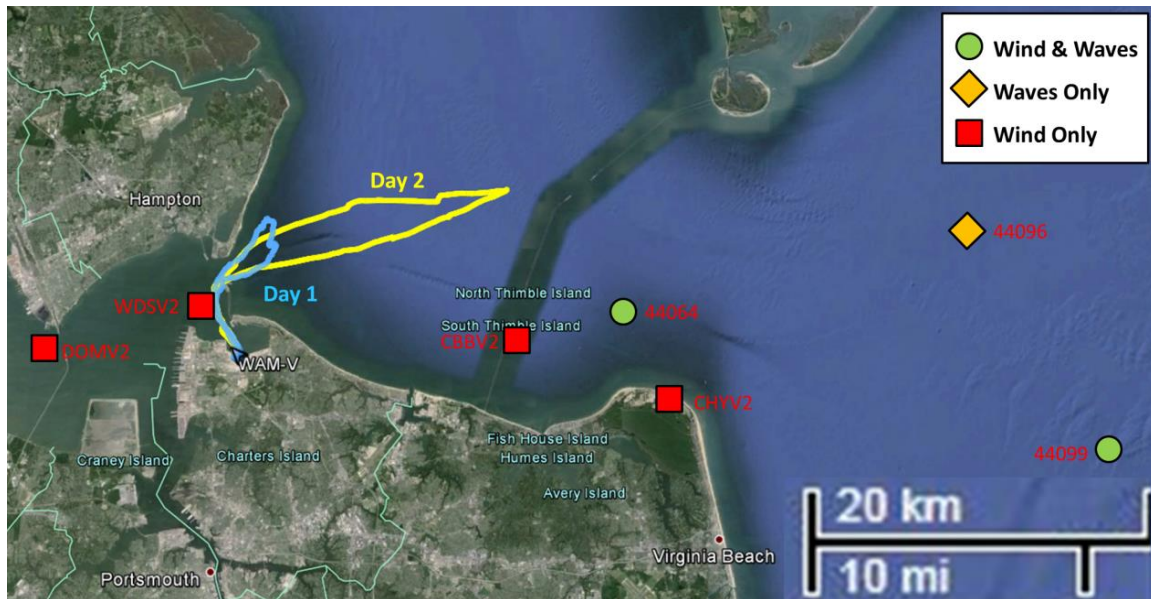 Wind & Waves
Waves Only
Wind Only
Day 2
Hampton
44096
Day 1
North Thimble Island
WDSV2
44064
South Thimble Island
CBBV2
DOMV2
WAM-V
CHYV2
Fish House Island
Humes Island
44099
Craney Island
Charters Island
Avery Island
20 km
Virginia Beach
Portsmouth
10 mi